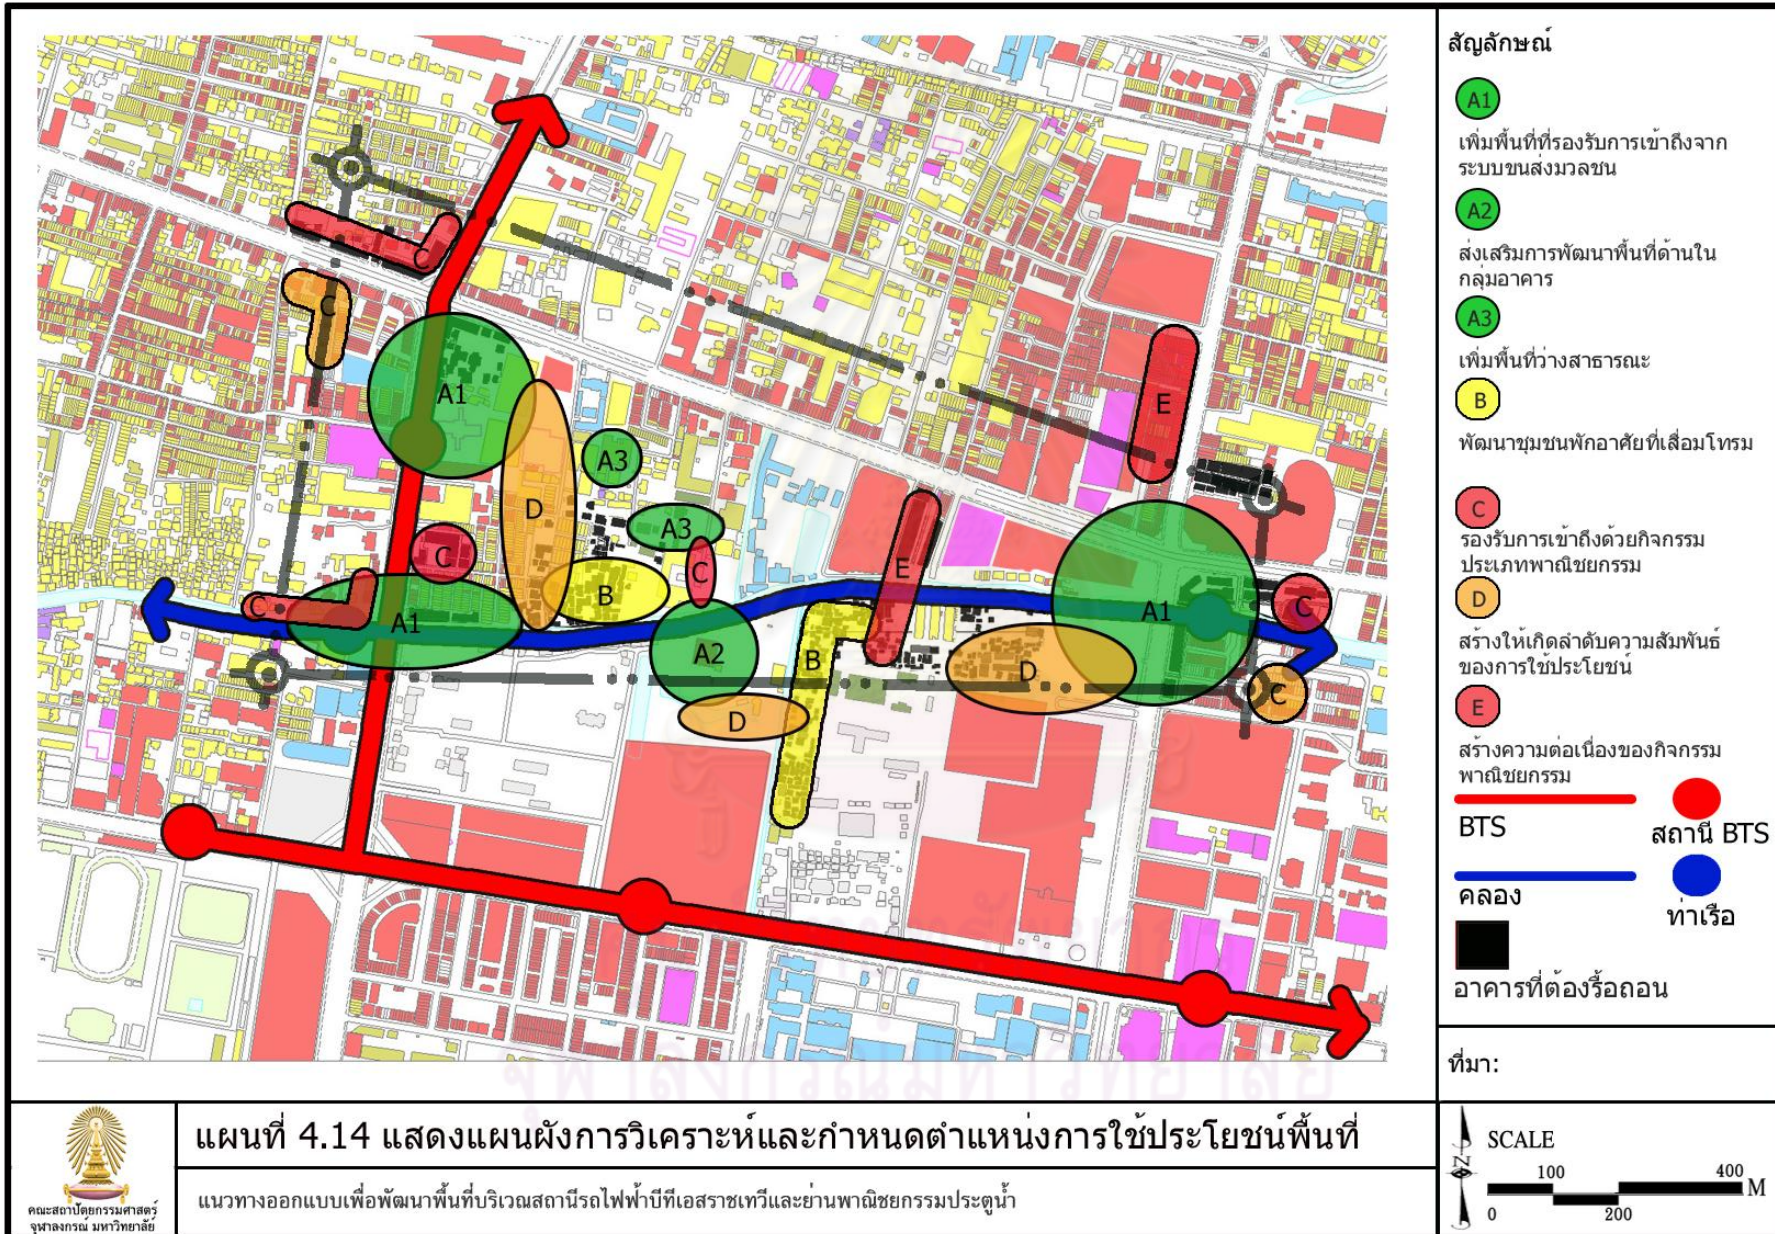 สัญลักษณ์
A1
เพิ่มพื้นที่ที่รองรับการเข้าถึงจาก
ระบบขนส่งมวลชน
A2
ส่งเสริมการพัฒนาพื้นที่ด้านใน
กลุ่มอาคาร
A3
เพิ่มพื้นที่ว่างสาธารณะ
B
พัฒนาชุมชนพักอาศัยที่เสื่อมโทรม
C
รองรับการเข้าถึงด้วยกิจกรรม
ประเภทพาณิชยกรรม
D
สร้างให้เกิดลำดับความสัมพันธ์
ของการใช้ประโยชน์
E
สร้างความต่อเนื่องของกิจกรรม
พาณิชยกรรม
BTS
สถานี BTS
คลอง
ท่าเรือ
อาคารที่ต้องรื้อถอน
ที่มา:
C
C
A1
E
A3
D
A3
C
C
E
B
C
A1
A1
C
A2
B
D
C
D
จุฬาลงกรณ์มหาวิทยาลัย
แผนที่ 4.14 แสดงแผนผังการวิเคราะห์และกำหนดตำแหน่งการใช้ประโยชน์พื้นที่
แนวทางออกแบบเพื่อพัฒนาพื้นที่บริเวณสถานีรถไฟฟ้าบีทีเอสราชเทวีและย่านพาณิชยกรรมประตูน้ำ
คณะสถาปัตยกรรมศาสตร์
จุฬาลงกรณ์ มหาวิทยาลัย
N
SCALE
100 400
M
0 200